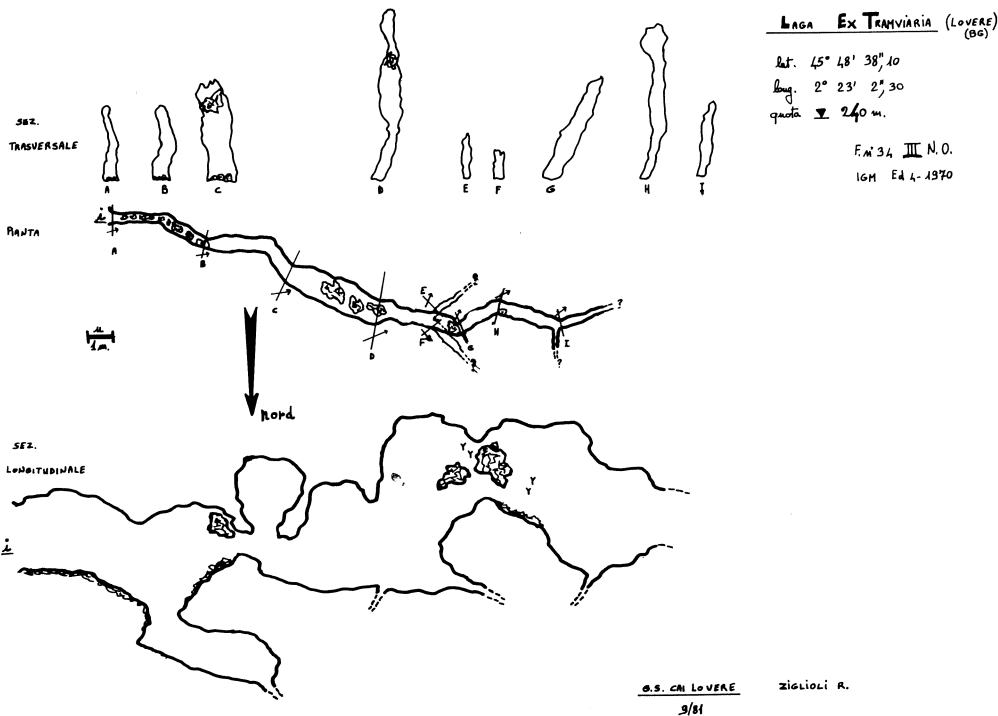 LAGA EX TRAMVIARIA (LOVERE)
(BG)
lat. 45° 48' 38",10
long. 2° 23' 2",30
quota ▼ 240 m.
F. n° 34 III N.O.
IGM Ed 4-1970
SEZ.
TRASVERSALE
A B C D E F G H I
PIANTA
i
A B C D E F G H I
? ? ? ?
1 m.
Nord
SEZ.
LONGITUDINALE
i
G.S. CAI LOVERE
9/81
ZIGLIOLI R.